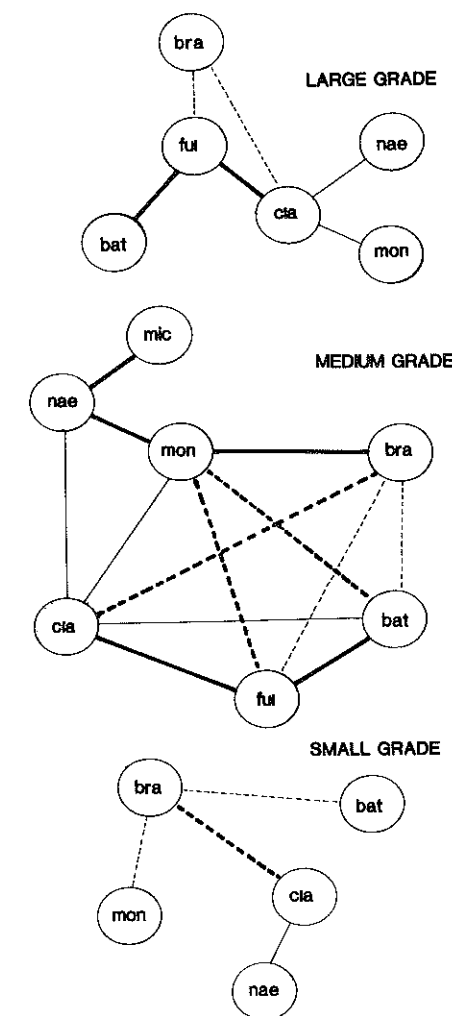 bra
LARGE GRADE
ful
nae
cla
bat
mon
mic
MEDIUM GRADE
nae
mon
bra
cla
bat
ful
SMALL GRADE
bra
bat
cla
mon
nae